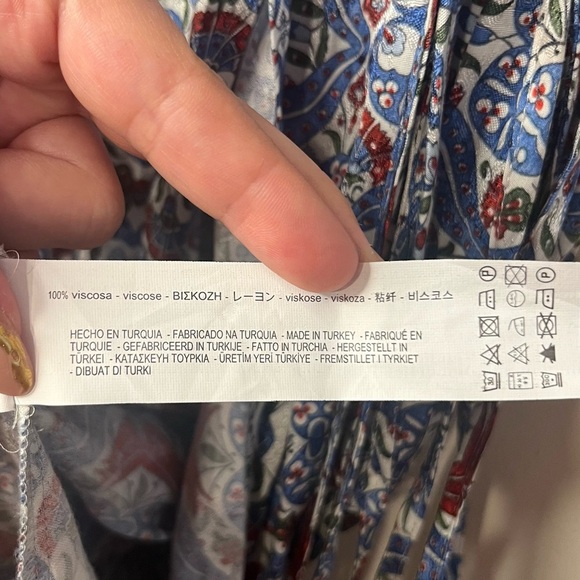 100% viscosa - viscose - ΒΙΣΚΟΖΗ - レーヨン - viskose - viskoza - 粘纤 - 비스코스
HECHO EN TURQUIA - FABRICADO NA TURQUIA - MADE IN TURKEY - FABRIQUÉ EN
TURQUIE - GEFABRICEERD IN TURKIJE - FATTO IN TURCHIA - HERGESTELLT IN
TÜRKEI - ΚΑΤΑΣΚΕΥΗ ΤΟΥΡΚΙΑ - ÜRETİM YERİ TÜRKİYE - FREMSTILLET I TYRKIET
- DIBUAT DI TURKI